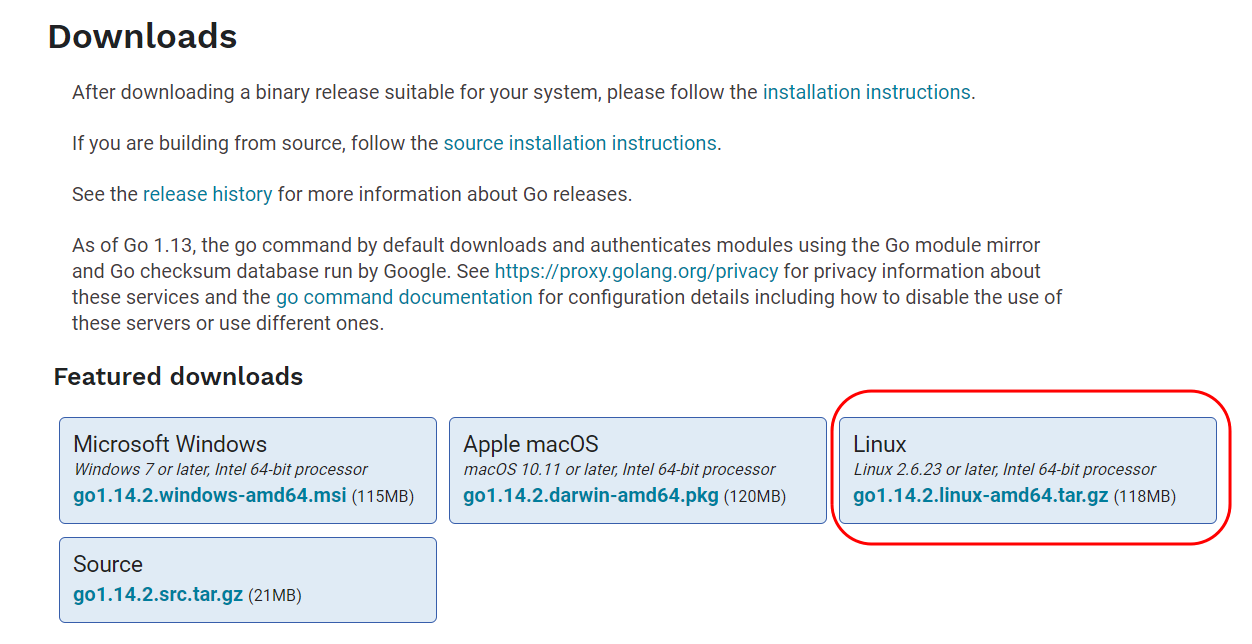 Downloads
After downloading a binary release suitable for your system, please follow the installation instructions.
If you are building from source, follow the source installation instructions.
See the release history for more information about Go releases.
As of Go 1.13, the go command by default downloads and authenticates modules using the Go module mirror
and Go checksum database run by Google. See https://proxy.golang.org/privacy for privacy information about
these services and the go command documentation for configuration details including how to disable the use of
these servers or use different ones.
Featured downloads
Microsoft Windows
Windows 7 or later, Intel 64-bit processor
go1.14.2.windows-amd64.msi (115MB)
Apple macOS
macOS 10.11 or later, Intel 64-bit processor
go1.14.2.darwin-amd64.pkg (120MB)
Linux
Linux 2.6.23 or later, Intel 64-bit processor
go1.14.2.linux-amd64.tar.gz (118MB)
Source
go1.14.2.src.tar.gz (21MB)